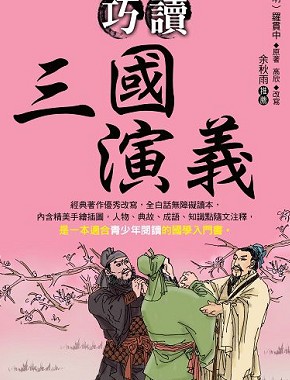 巧讀
三國演義
(明)羅貫中◆原著 高欣◆改寫
余秋雨 推薦
經典著作優秀改寫，全白話無障礙讀本，
內含精美手繪插圖，人物、典故、成語、知識點隨文注釋，
是一本適合青少年閱讀的國學入門書。